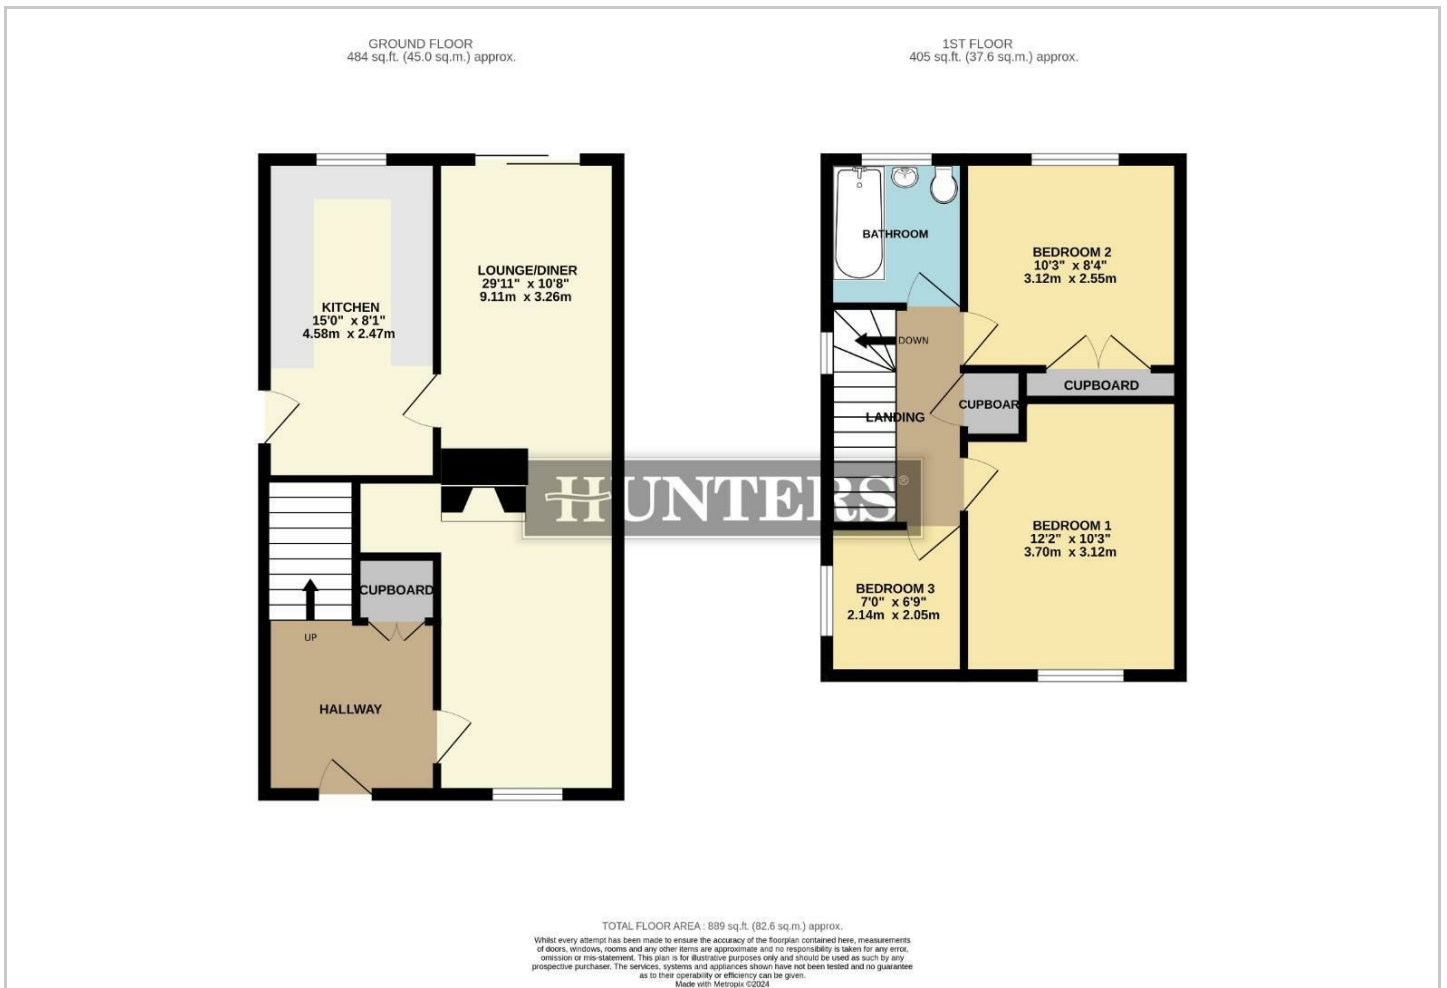 GROUND FLOOR
484 sq.ft. (45.0 sq.m.) approx.
1ST FLOOR
405 sq.ft. (37.6 sq.m.) approx.
KITCHEN
15'0" x 8'1"
4.58m x 2.47m
LOUNGE/DINER
29'11" x 10'8"
9.11m x 3.26m
CUPBOARD
UP
HALLWAY
BATHROOM
BEDROOM 2
10'3" x 8'4"
3.12m x 2.55m
DOWN
CUPBOARD
CUPBOAR
LANDING
HUNTERS®
BEDROOM 1
12'2" x 10'3"
3.70m x 3.12m
BEDROOM 3
7'0" x 6'9"
2.14m x 2.05m
TOTAL FLOOR AREA : 889 sq.ft. (82.6 sq.m.) approx.
Whilst every attempt has been made to ensure the accuracy of the floorplan contained here, measurements
of doors, windows, rooms and any other items are approximate and no responsibility is taken for any error,
omission or mis-statement. This plan is for illustrative purposes only and should be used as such by any
prospective purchaser. The services, systems and appliances shown have not been tested and no guarantee
as to their operability or efficiency can be given.
Made with Metropix ©2024